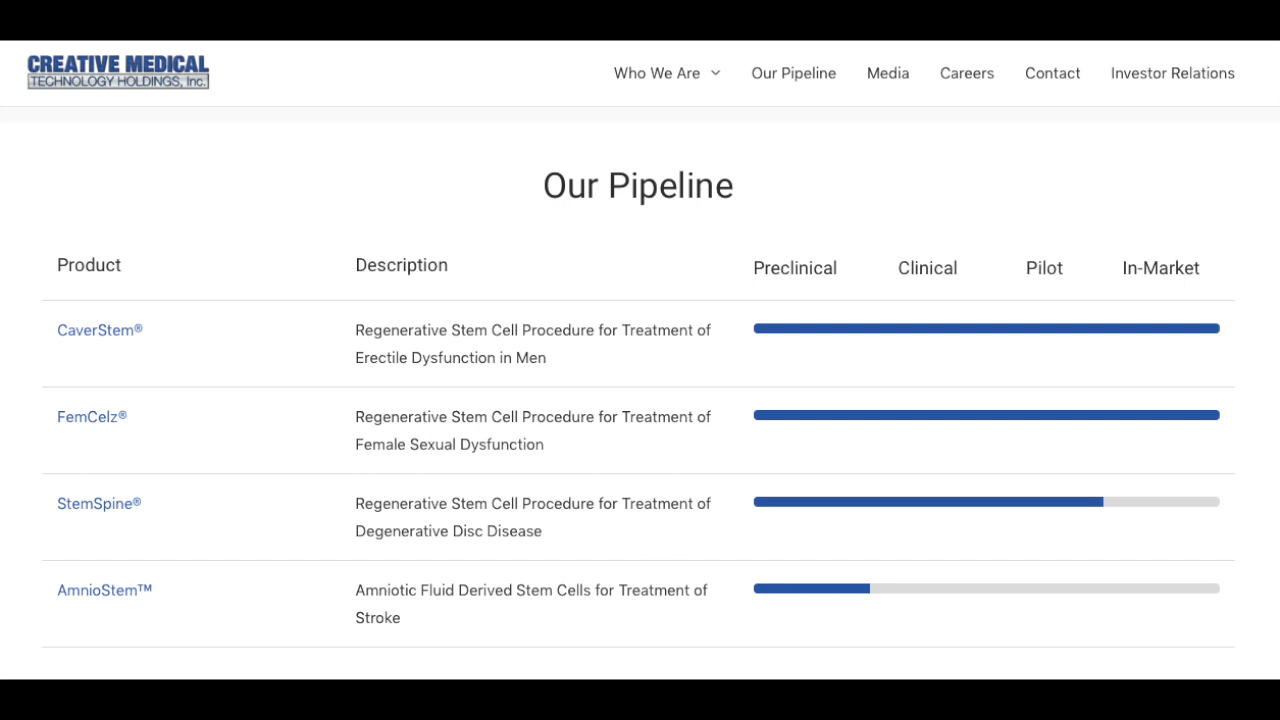 CREATIVE MEDICAL
TECHNOLOGY HOLDINGS, Inc.
Who We Are
Our Pipeline
Media
Careers
Contact
Investor Relations
Our Pipeline
Product
Description
Preclinical
Clinical
Pilot
In-Market
CaverStem®
Regenerative Stem Cell Procedure for Treatment of
Erectile Dysfunction in Men
FemCelz®
Regenerative Stem Cell Procedure for Treatment of
Female Sexual Dysfunction
StemSpine®
Regenerative Stem Cell Procedure for Treatment of
Degenerative Disc Disease
AmnioStem™
Amniotic Fluid Derived Stem Cells for Treatment of
Stroke